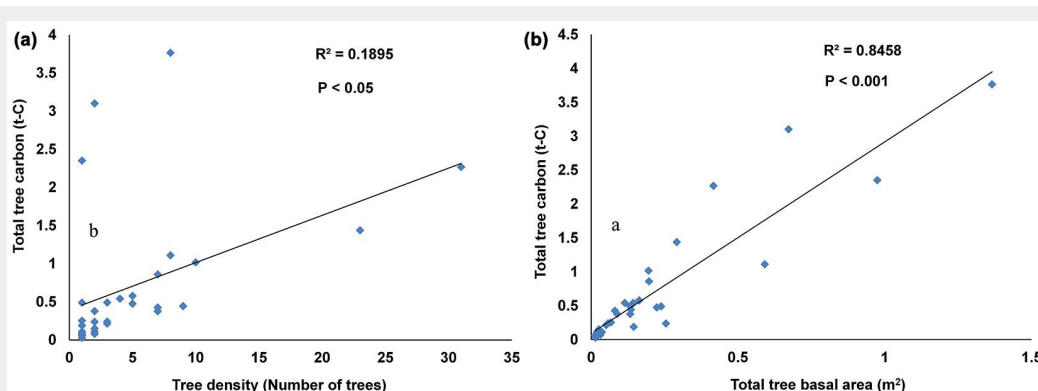 (a)
R² = 0.1895
P < 0.05
Total tree carbon (t-C)
4
3.5
3
2.5
2
1.5
1
0.5
0
b
0 5 10 15 20 25 30 35
Tree density (Number of trees)
(b)
R² = 0.8458
P < 0.001
Total tree carbon (t-C)
4.5
4
3.5
3
2.5
2
1.5
1
0.5
0
a
0 0.5 1 1.5
Total tree basal area (m²)